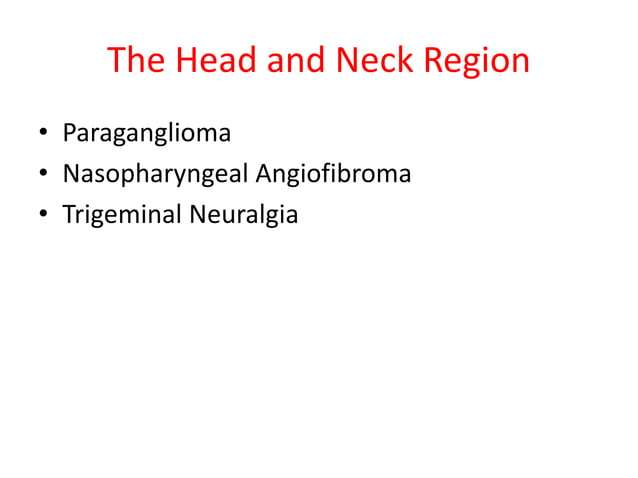 The Head and Neck Region
• Paraganglioma
• Nasopharyngeal Angiofibroma
• Trigeminal Neuralgia